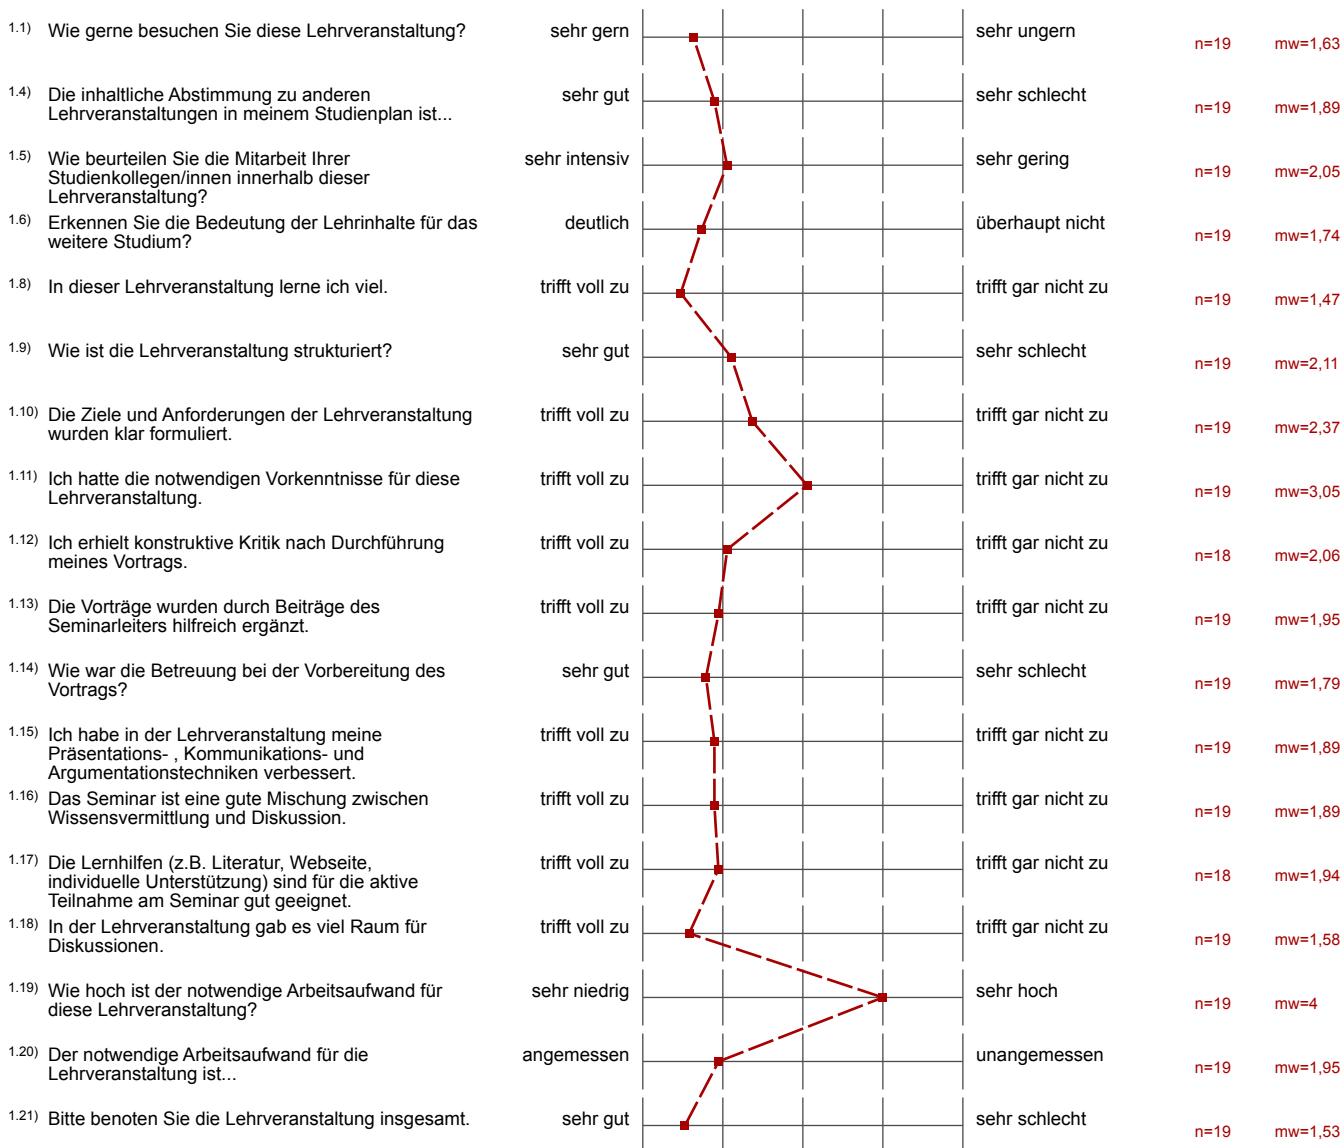 1.1) Wie gerne besuchen Sie diese Lehrveranstaltung? sehr gern sehr ungern n=19 mw=1,63
1.4) Die inhaltliche Abstimmung zu anderen sehr gut sehr schlecht n=19 mw=1,89
Lehrveranstaltungen in meinem Studienplan ist...
1.5) Wie beurteilen Sie die Mitarbeit Ihrer sehr intensiv sehr gering n=19 mw=2,05
Studienkollegen/innen innerhalb dieser
Lehrveranstaltung?
1.6) Erkennen Sie die Bedeutung der Lehrinhalte für das deutlich überhaupt nicht n=19 mw=1,74
weitere Studium?
1.8) In dieser Lehrveranstaltung lerne ich viel. trifft voll zu trifft gar nicht zu n=19 mw=1,47
1.9) Wie ist die Lehrveranstaltung strukturiert? sehr gut sehr schlecht n=19 mw=2,11
1.10) Die Ziele und Anforderungen der Lehrveranstaltung trifft voll zu trifft gar nicht zu n=19 mw=2,37
wurden klar formuliert.
1.11) Ich hatte die notwendigen Vorkenntnisse für diese trifft voll zu trifft gar nicht zu n=19 mw=3,05
Lehrveranstaltung.
1.12) Ich erhielt konstruktive Kritik nach Durchführung trifft voll zu trifft gar nicht zu n=18 mw=2,06
meines Vortrags.
1.13) Die Vorträge wurden durch Beiträge des trifft voll zu trifft gar nicht zu n=19 mw=1,95
Seminarleiters hilfreich ergänzt.
1.14) Wie war die Betreuung bei der Vorbereitung des sehr gut sehr schlecht n=19 mw=1,79
Vortrags?
1.15) Ich habe in der Lehrveranstaltung meine trifft voll zu trifft gar nicht zu n=19 mw=1,89
Präsentations- , Kommunikations- und
Argumentationstechniken verbessert.
1.16) Das Seminar ist eine gute Mischung zwischen trifft voll zu trifft gar nicht zu n=19 mw=1,89
Wissensvermittlung und Diskussion.
1.17) Die Lernhilfen (z.B. Literatur, Webseite, trifft voll zu trifft gar nicht zu n=18 mw=1,94
individuelle Unterstützung) sind für die aktive
Teilnahme am Seminar gut geeignet.
1.18) In der Lehrveranstaltung gab es viel Raum für trifft voll zu trifft gar nicht zu n=19 mw=1,58
Diskussionen.
1.19) Wie hoch ist der notwendige Arbeitsaufwand für sehr niedrig sehr hoch n=19 mw=4
diese Lehrveranstaltung?
1.20) Der notwendige Arbeitsaufwand für die angemessen unangemessen n=19 mw=1,95
Lehrveranstaltung ist...
1.21) Bitte benoten Sie die Lehrveranstaltung insgesamt. sehr gut sehr schlecht n=19 mw=1,53